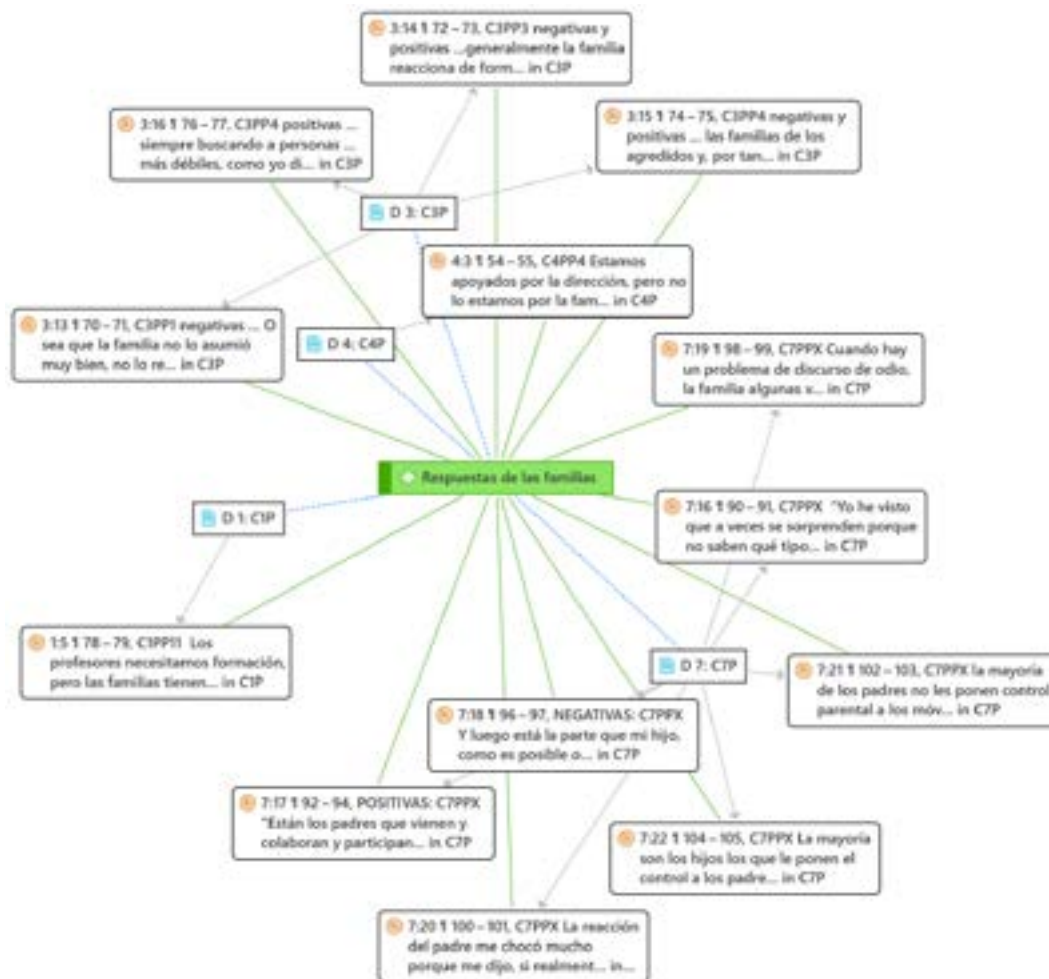 3:14 ¶ 72 – 73, C3PP3 negativas y
positivas ...generalmente la familia
reacciona de form... in C3P
3:16 ¶ 76 – 77, C3PP4 positivas ...
siempre buscando a personas ...
más débiles, como yo di... in C3P
3:15 ¶ 74 – 75, C3PP4 negativas y
positivas ... las familias de los
agredidos y, por tan... in C3P
D 3: C3P
4:3 ¶ 54 – 55, C4PP4 Estamos
apoyados por la dirección, pero no
lo estamos por la fam... in C4P
3:13 ¶ 70 – 71, C3PP1 negativas ... O
sea que la familia no lo asumió
muy bien, no lo re... in C3P
D 4: C4P
7:19 ¶ 98 – 99, C7PPX Cuando hay
un problema de discurso de odio,
la familia algunas v... in C7P
Respuestas de las familias
D 1: C1P
7:16 ¶ 90 – 91, C7PPX "Yo he visto
que a veces se sorprenden porque
no saben qué tipo... in C7P
1:5 ¶ 78 – 79, C1PP11 Los
profesores necesitamos formación,
pero las familias tienen... in C1P
D 7: C7P
7:21 ¶ 102 – 103, C7PPX la mayoría
de los padres no les ponen control
parental a los móv... in C7P
7:18 ¶ 96 – 97, NEGATIVAS: C7PPX
Y luego está la parte que mi hijo,
como es posible o... in C7P
7:17 ¶ 92 – 94, POSITIVAS: C7PPX
"Están los padres que vienen y
colaboran y participan... in C7P
7:22 ¶ 104 – 105, C7PPX La mayoría
son los hijos los que le ponen el
control a los padre... in C7P
7:20 ¶ 100 – 101, C7PPX La reacción
del padre me chocó mucho
porque me dijo, si realment... in...